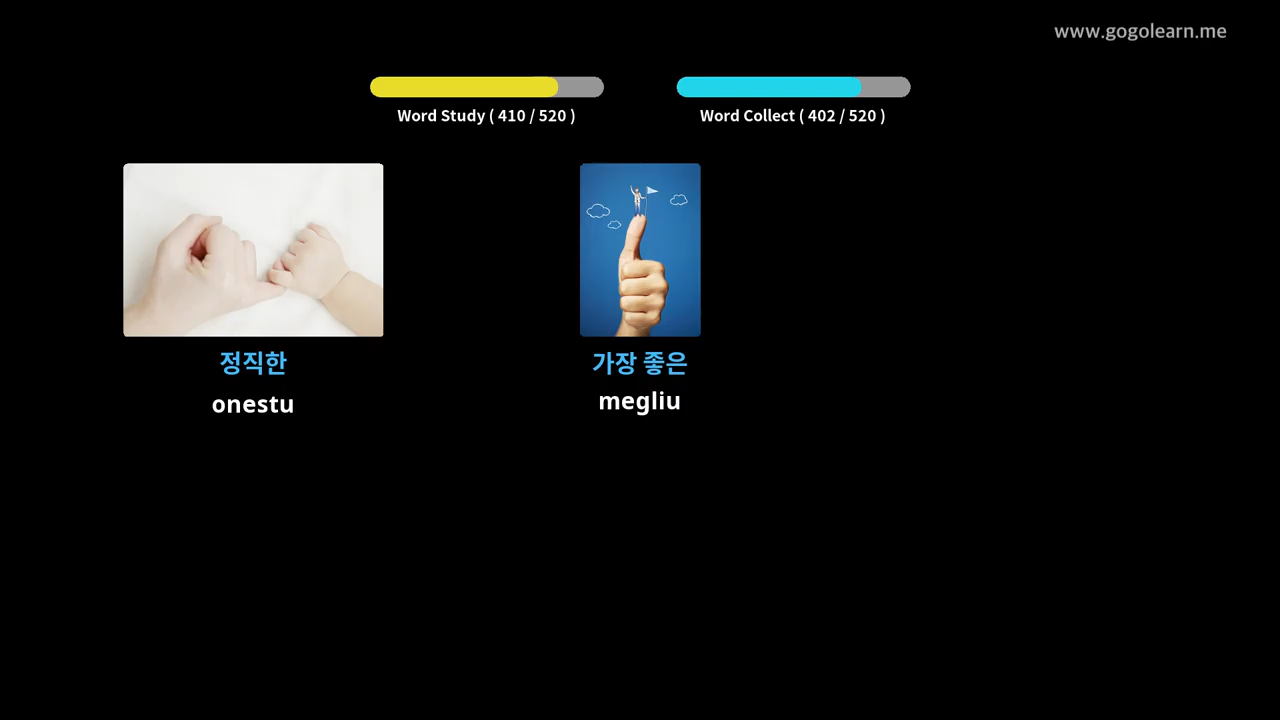 www.gogolearn.me
Word Study ( 410 / 520 )
Word Collect ( 402 / 520 )
정직한
onestu
가장 좋은
megliu